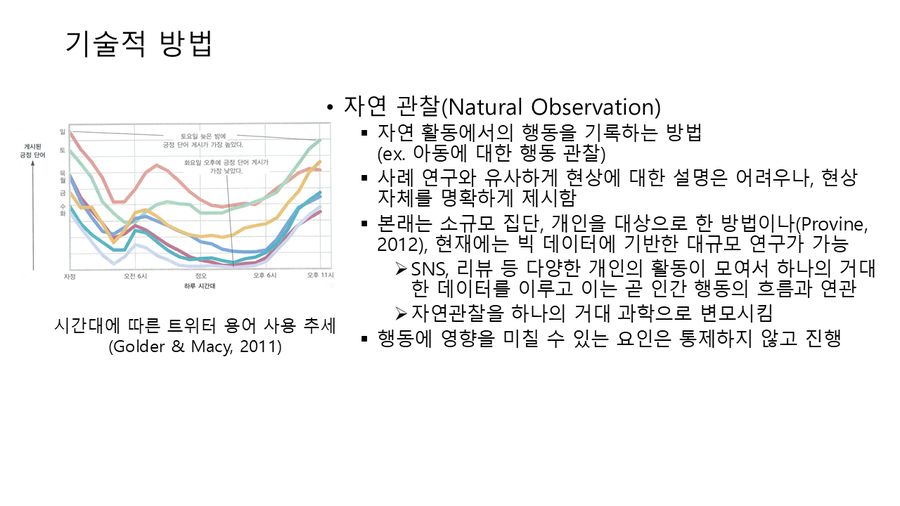 기술적 방법
게시된
긍정 단어
일
토
목
월
금
수
화
토요일 늦은 밤에
긍정 단어 게시가 가장 높았다.
화요일 오후에 긍정 단어 게시가
가장 낮았다.
자정
오전 6시
정오
오후 6시
오후 11시
하루 시간대
시간대에 따른 트위터 용어 사용 추세
(Golder & Macy, 2011)
• 자연 관찰(Natural Observation)
▪ 자연 활동에서의 행동을 기록하는 방법
(ex. 아동에 대한 행동 관찰)
▪ 사례 연구와 유사하게 현상에 대한 설명은 어려우나, 현상
자체를 명확하게 제시함
▪ 본래는 소규모 집단, 개인을 대상으로 한 방법이나(Provine,
2012), 현재에는 빅 데이터에 기반한 대규모 연구가 가능
➢SNS, 리뷰 등 다양한 개인의 활동이 모여서 하나의 거대
한 데이터를 이루고 이는 곧 인간 행동의 흐름과 연관
➢자연관찰을 하나의 거대 과학으로 변모시킴
▪ 행동에 영향을 미칠 수 있는 요인은 통제하지 않고 진행